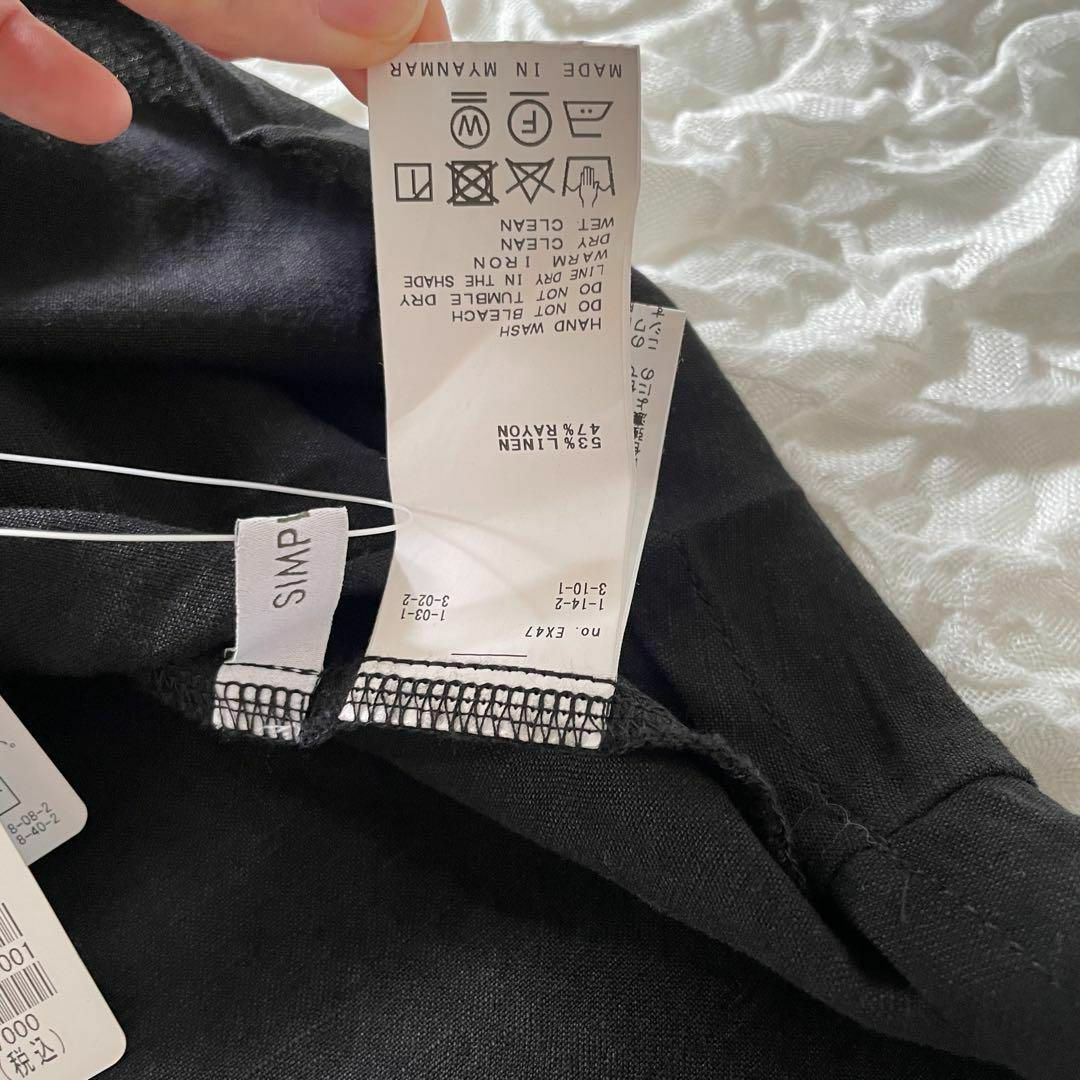 no. EX47
1-14-2 1-03-1
3-10-1 3-02-2
53% LINEN
47% RAYON
HAND WASH
DO NOT BLEACH
DO NOT TUMBLE DRY
LINE DRY IN THE SHADE
WARM IRON
DRY CLEAN
WET CLEAN
F W
MADE IN MYANMAR
SIMP
8-08-2
8-40-2
001
000
(税込)